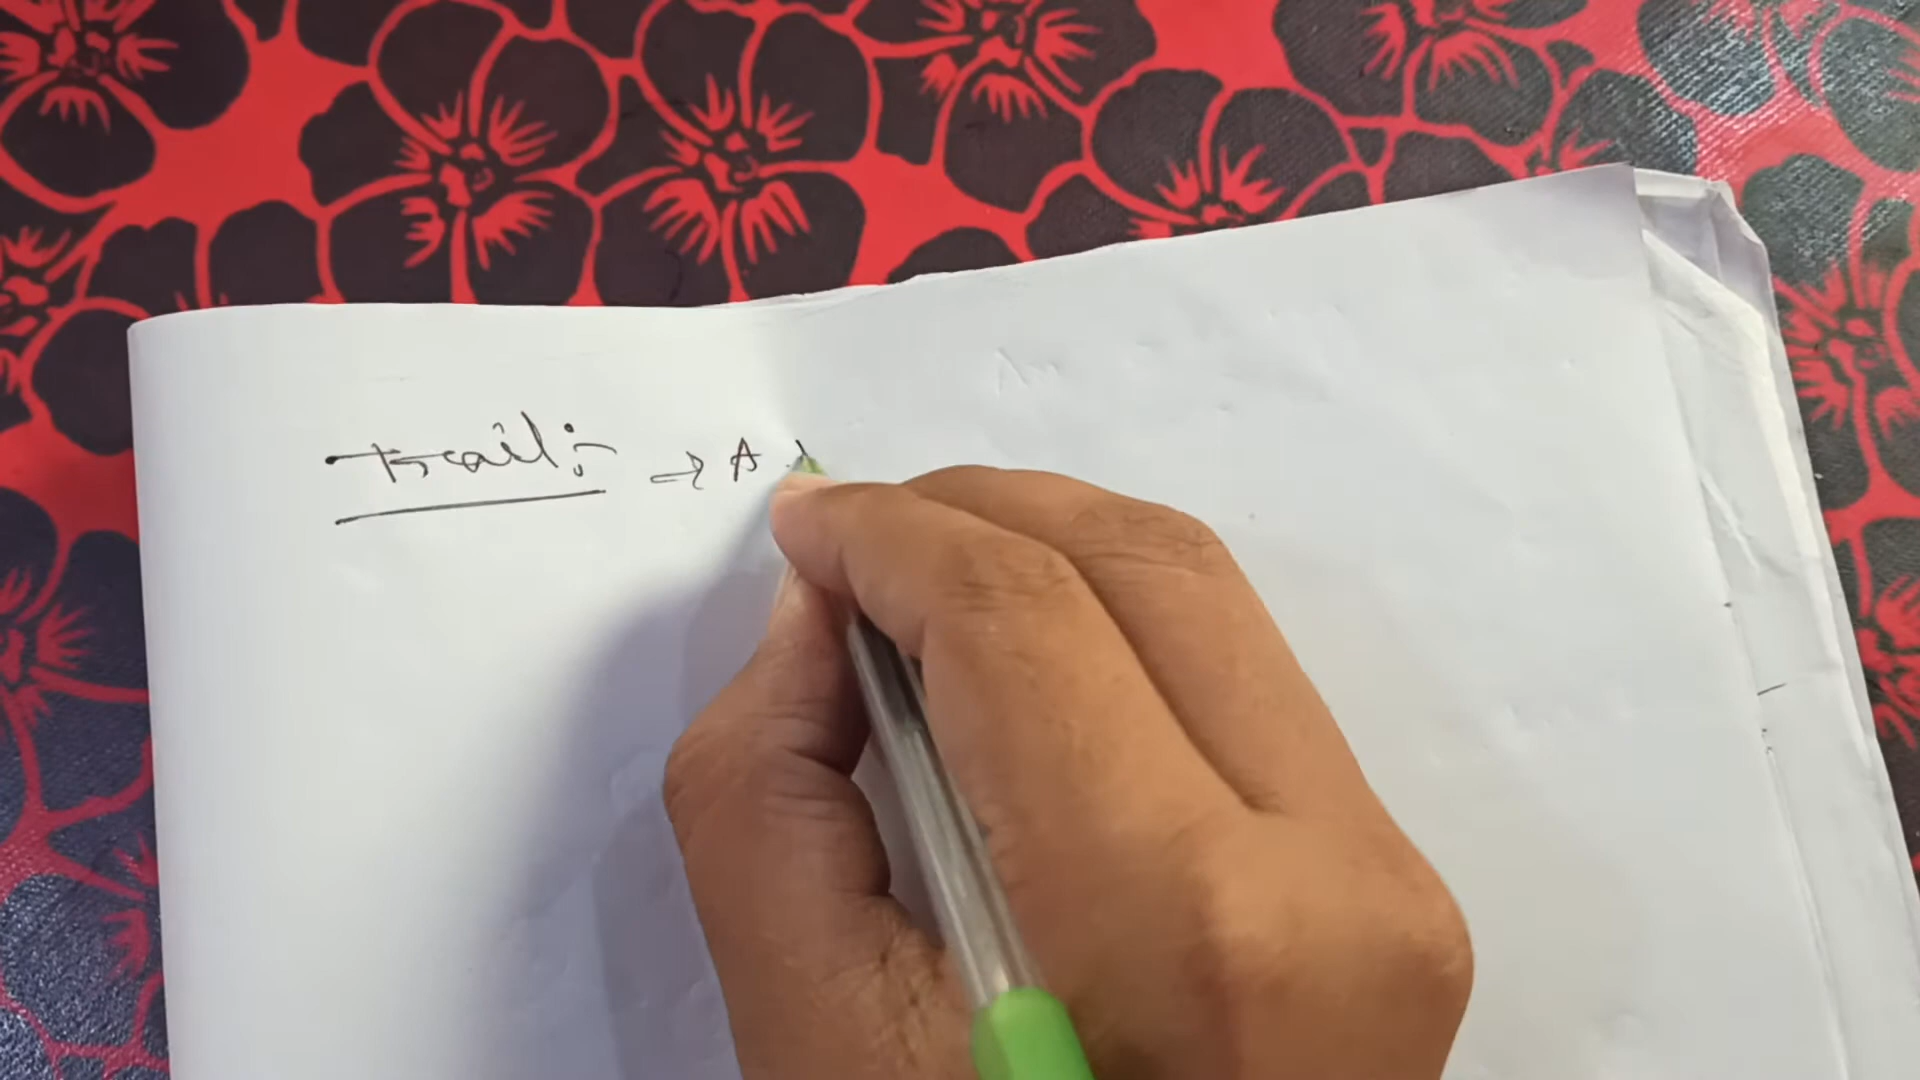 Trail :- ⇒ A